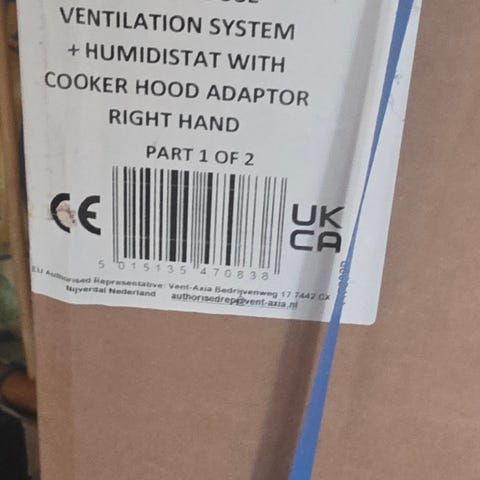 VENTILATION SYSTEM
+ HUMIDISTAT WITH
COOKER HOOD ADAPTOR
RIGHT HAND
PART 1 OF 2
CE
UK
CA
5 015135 470838
EU Authorised Representative: Vent-Axia Bedrijvenweg 17 7442 CX
Nijverdal Nederland authorisedrep@vent-axia.nl